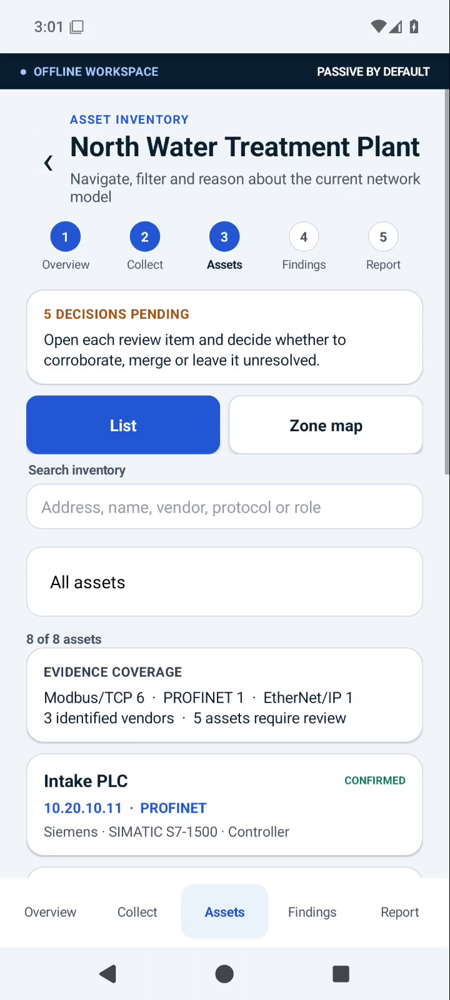 3:01
OFFLINE WORKSPACE
PASSIVE BY DEFAULT
ASSET INVENTORY
North Water Treatment Plant
Navigate, filter and reason about the current network
model
1
2
3
4
5
Overview
Collect
Assets
Findings
Report
5 DECISIONS PENDING
Open each review item and decide whether to
corroborate, merge or leave it unresolved.
List
Zone map
Search inventory
Address, name, vendor, protocol or role
All assets
8 of 8 assets
EVIDENCE COVERAGE
Modbus/TCP 6 · PROFINET 1 · EtherNet/IP 1
3 identified vendors · 5 assets require review
Intake PLC
CONFIRMED
10.20.10.11 · PROFINET
Siemens · SIMATIC S7-1500 · Controller
Overview
Collect
Assets
Findings
Report